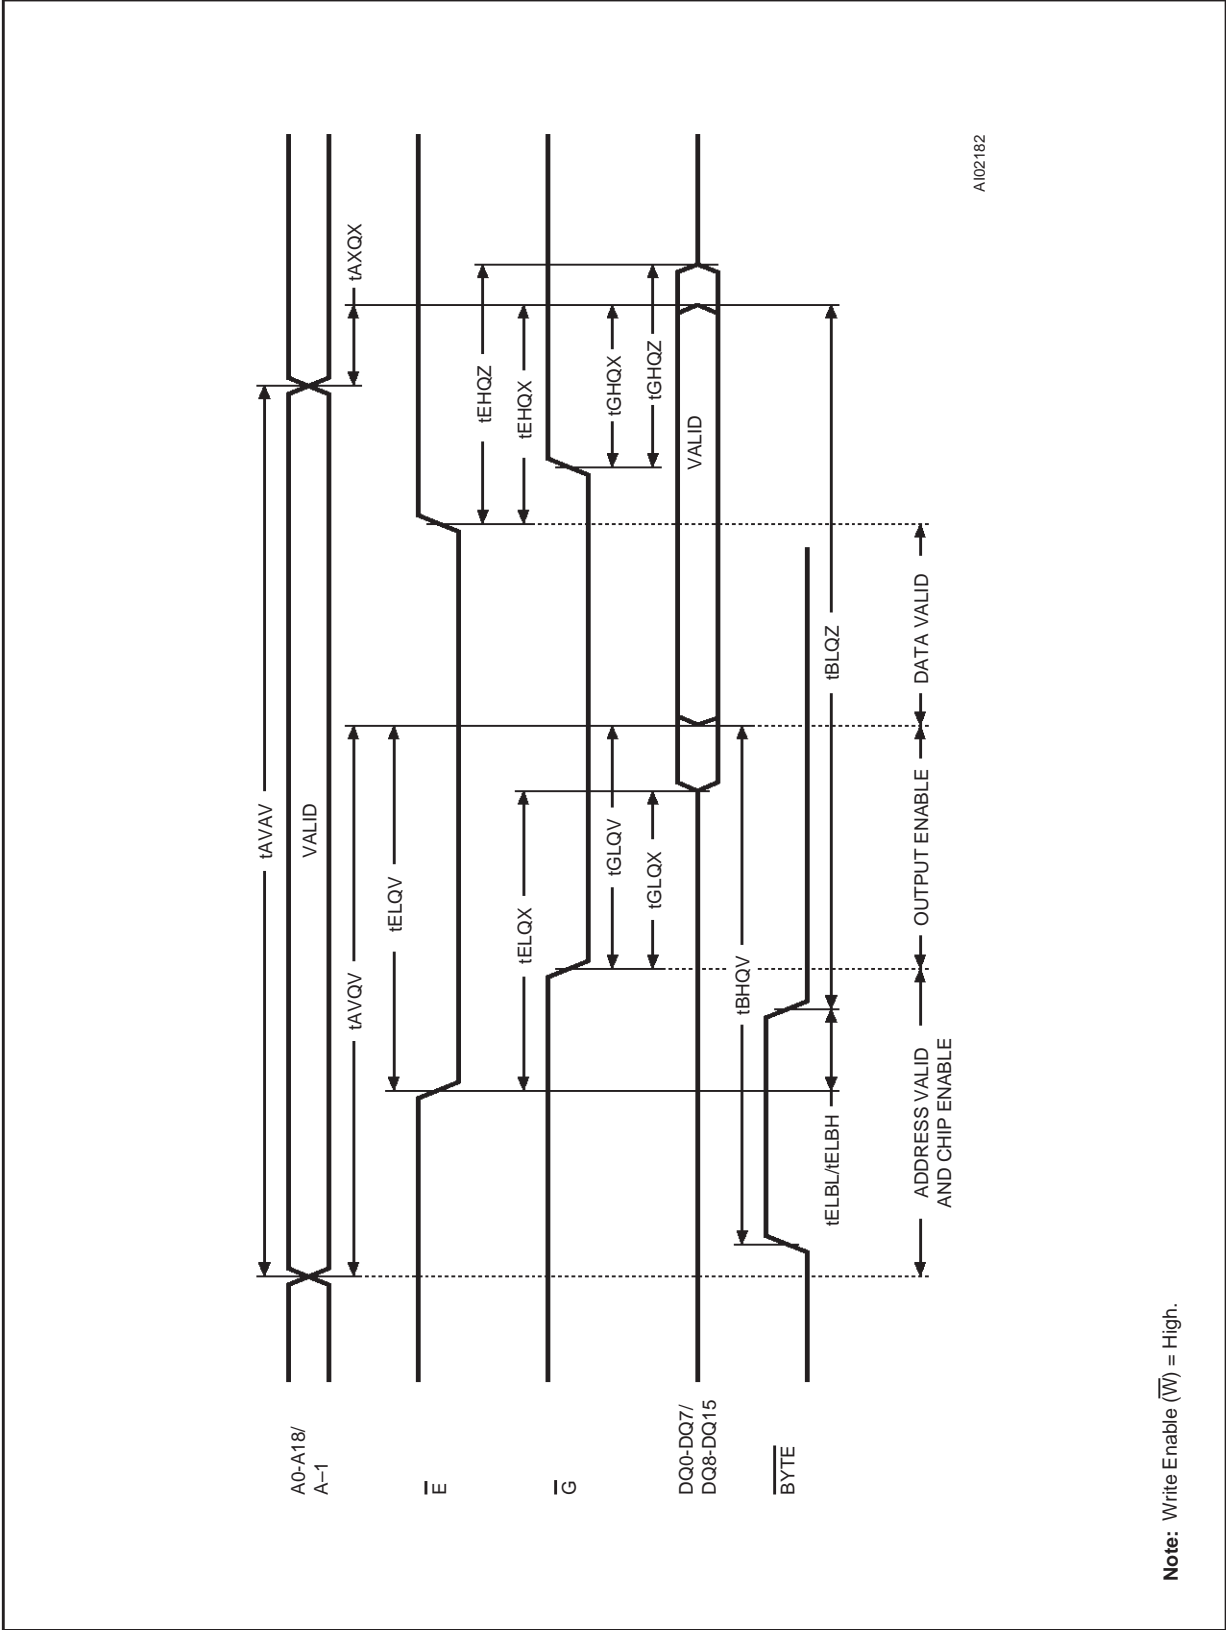 tAVAV
A0-A18/
A–1
VALID
tAVQV
tAXQX
tELQV
E
tEHQZ
tELQX
tEHQX
G
tGLQV
tGHQX
tGLQX
tGHQZ
DQ0-DQ7/
DQ8-DQ15
VALID
tBHQV
BYTE
tELBL/tELBH
tBLQZ
ADDRESS VALID
AND CHIP ENABLE
OUTPUT ENABLE
DATA VALID
AI02182
Note: Write Enable (W) = High.